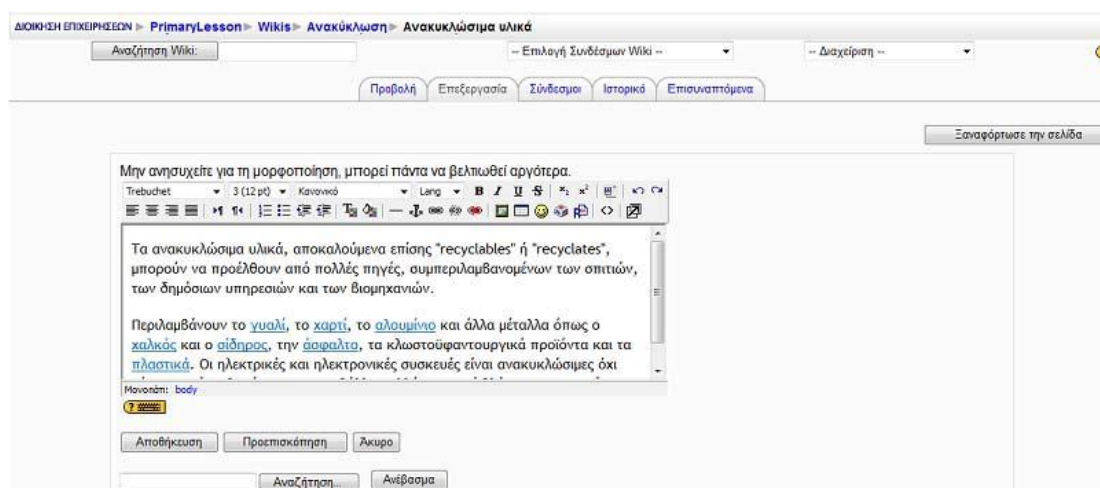 ΔΙΟΙΚΗΣΗ ΕΠΙΧΕΙΡΗΣΕΩΝ ► PrimaryLesson ► Wikis ► Ανακύκλωση ► Ανακυκλώσιμα υλικά
Αναζήτηση Wiki: -- Επιλογή Συνδέσμων Wiki -- -- Διαχείριση --
Προβολή Επεξεργασία Σύνδεσμοι Ιστορικό Επισυναπτόμενα
Ξαναφόρτωσε την σελίδα
Μην ανησυχείτε για τη μορφοποίηση, μπορεί πάντα να βελτιωθεί αργότερα.
Trebuchet 3 (12 pt) Κανονικό Lang B I U S x₂ x²
Τα ανακυκλώσιμα υλικά, αποκαλούμενα επίσης "recyclables" ή "recyclates",
μπορούν να προέλθουν από πολλές πηγές, συμπεριλαμβανομένων των σπιτιών,
των δημόσιων υπηρεσιών και των βιομηχανιών.
Περιλαμβάνουν το γυαλί, το χαρτί, το αλουμίνιο και άλλα μέταλλα όπως ο
χαλκός και ο σίδηρος, την άσφαλτο, τα κλωστοϋφαντουργικά προϊόντα και τα
πλαστικά. Οι ηλεκτρικές και ηλεκτρονικές συσκευές είναι ανακυκλώσιμες όχι
Μονοπάτι: body
?
Αποθήκευση Προεπισκόπηση Άκυρο
Αναζήτηση... Ανέβασμα